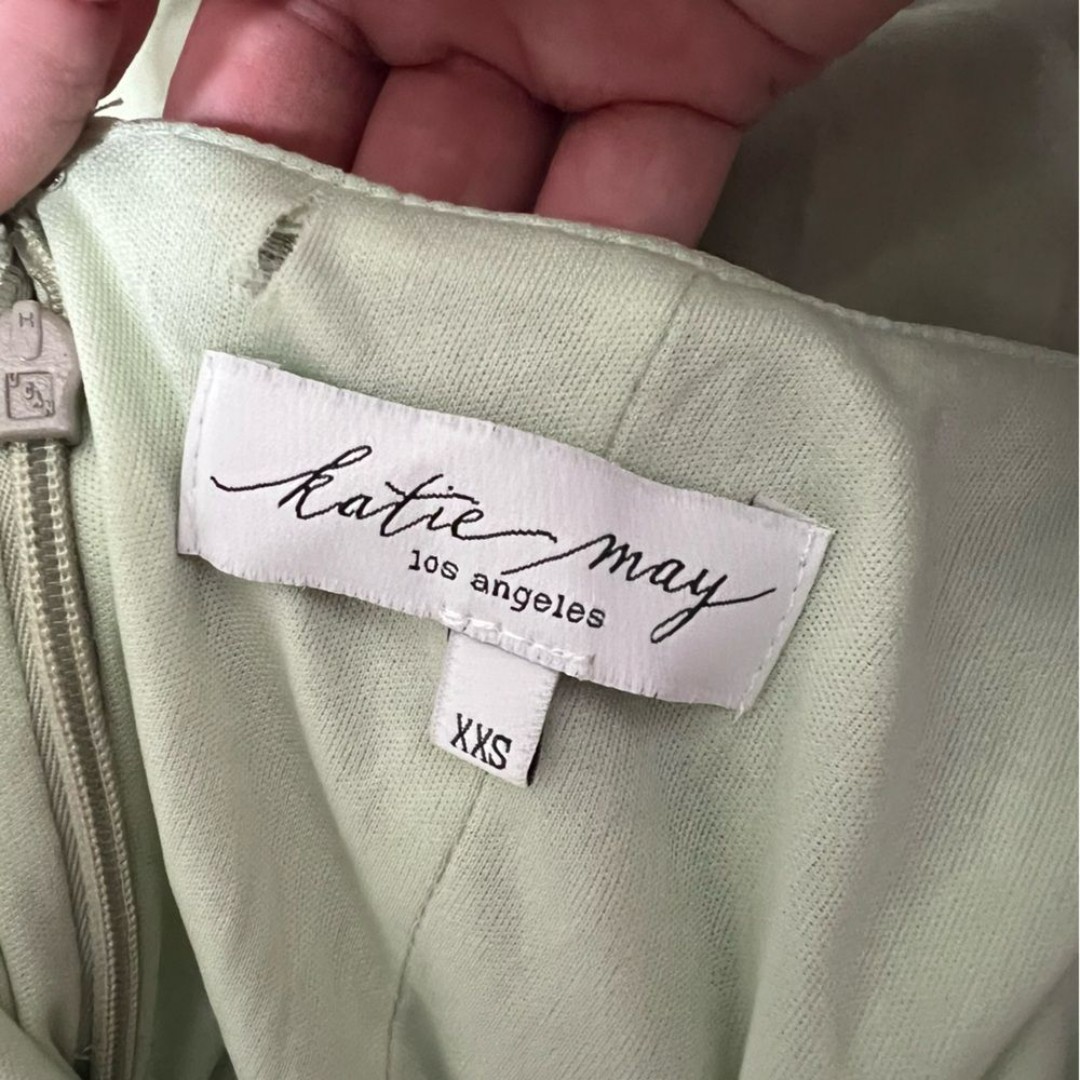 katie may
los angeles
XXS